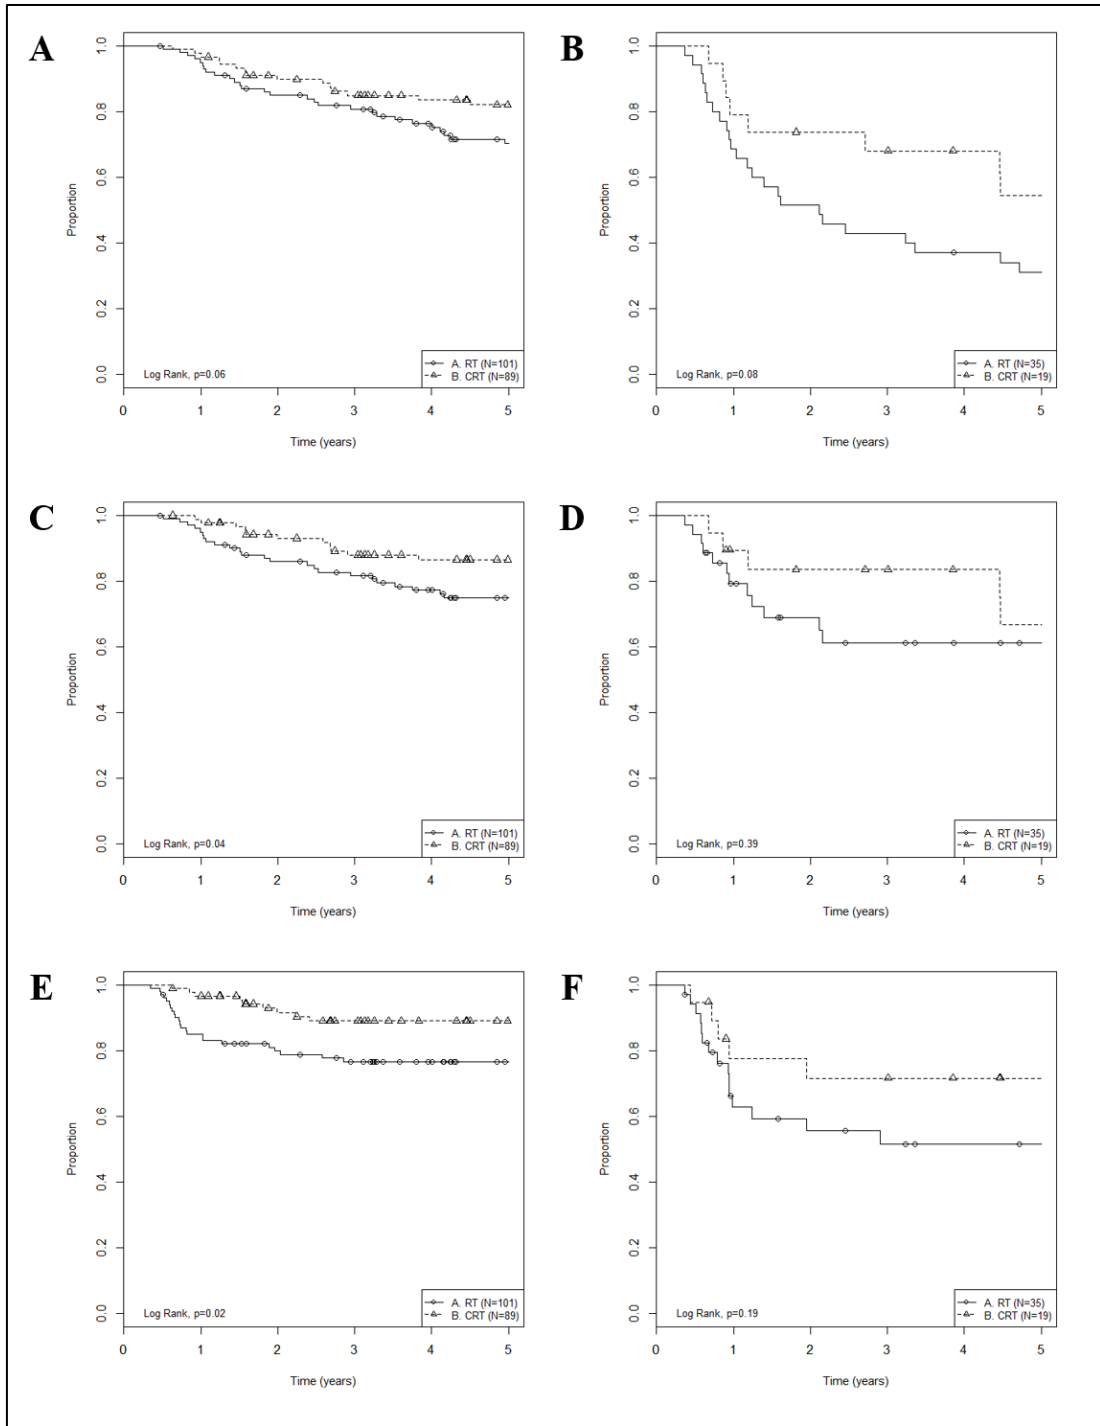 A
Proportion
1.0
0.8
0.6
0.4
0.2
0.0
Log Rank, p=0.06
A. RT (N=101)
B. CRT (N=89)
0 1 2 3 4 5
Time (years)
B
Proportion
1.0
0.8
0.6
0.4
0.2
0.0
Log Rank, p=0.08
A. RT (N=35)
B. CRT (N=19)
0 1 2 3 4 5
Time (years)
C
Proportion
1.0
0.8
0.6
0.4
0.2
0.0
Log Rank, p=0.04
A. RT (N=101)
B. CRT (N=89)
0 1 2 3 4 5
Time (years)
D
Proportion
1.0
0.8
0.6
0.4
0.2
0.0
Log Rank, p=0.39
A. RT (N=35)
B. CRT (N=19)
0 1 2 3 4 5
Time (years)
E
Proportion
1.0
0.8
0.6
0.4
0.2
0.0
Log Rank, p=0.02
A. RT (N=101)
B. CRT (N=89)
0 1 2 3 4 5
Time (years)
F
Proportion
1.0
0.8
0.6
0.4
0.2
0.0
Log Rank, p=0.19
A. RT (N=35)
B. CRT (N=19)
0 1 2 3 4 5
Time (years)